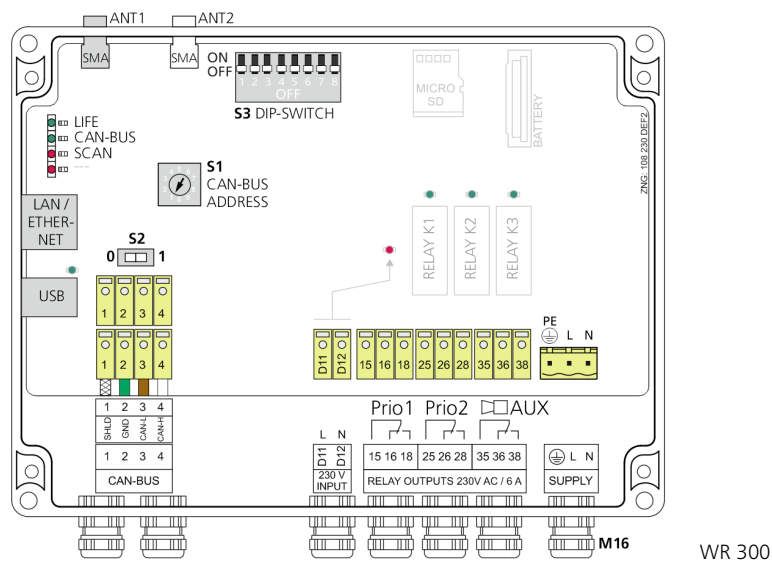 ANT1
ANT2
SMA
SMA
ON
OFF
1 2 3 4 5 6 7 8
OFF
S3 DIP-SWITCH
MICRO
SD
BATTERY
ZNG: 108 230 DEF2
LIFE
CAN-BUS
SCAN
---
S1
CAN-BUS
ADDRESS
LAN /
ETHER-
NET
S2
0 1
USB
RELAY K1
RELAY K2
RELAY K3
1 2 3 4
1 2 3 4
D11 D12 15 16 18 25 26 28 35 36 38
PE
L N
Prio1 Prio2 AUX
1 2 3 4
SHLD GND CAN-L CAN-H
1 2 3 4
CAN-BUS
L N
D11 D12
230 V
INPUT
15 16 18 25 26 28 35 36 38
RELAY OUTPUTS 230V AC / 6 A
L N
SUPPLY
M16
WR 300